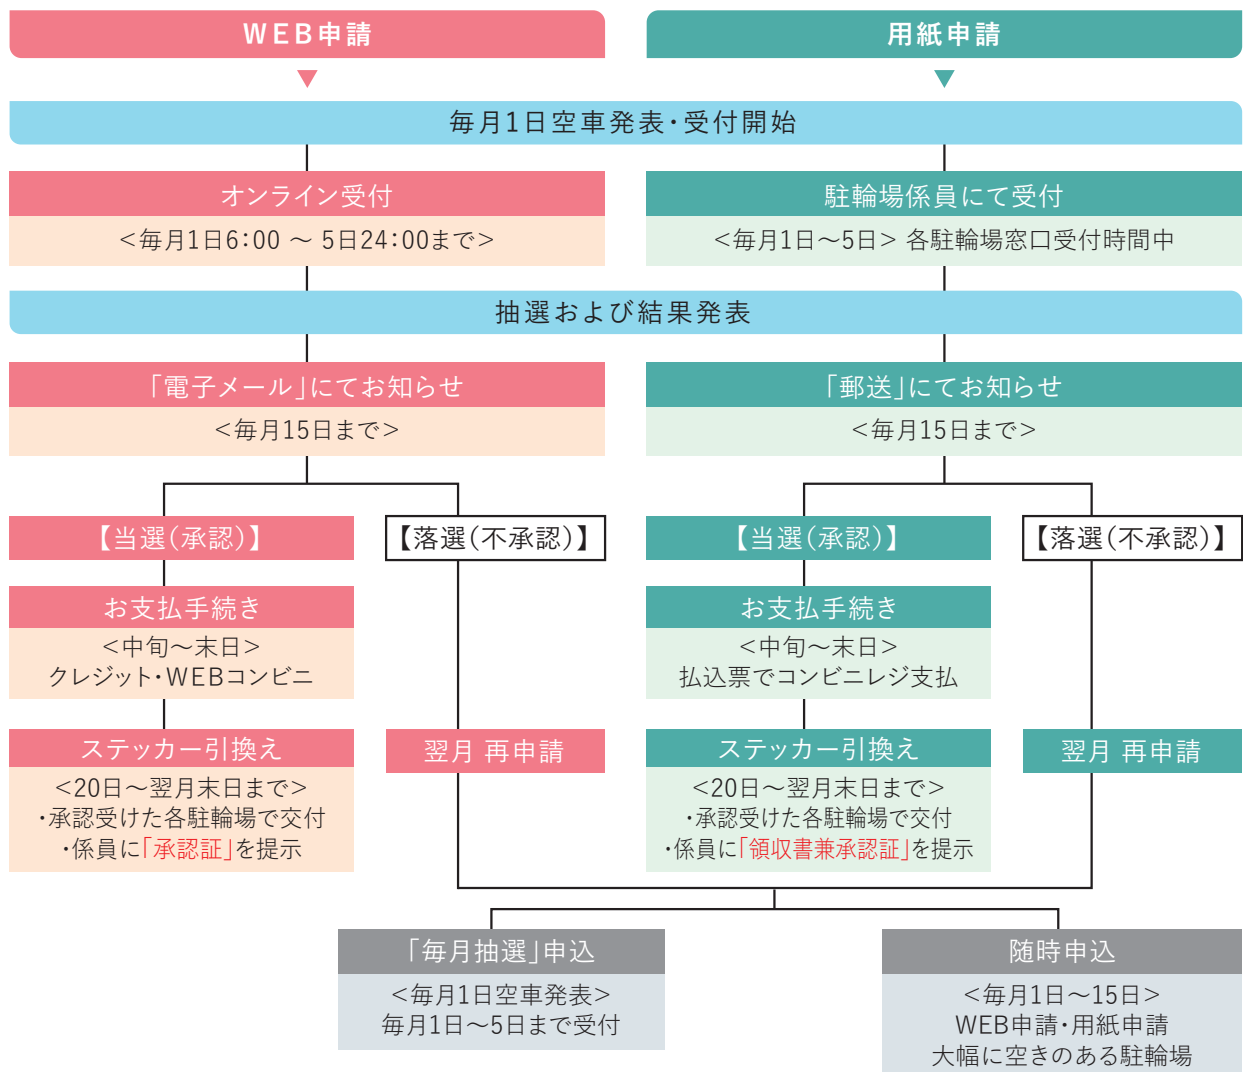 WEB申請
用紙申請
毎月1日空車発表・受付開始
オンライン受付
<毎月1日6:00 ～ 5日24:00まで>
駐輪場係員にて受付
<毎月1日～5日> 各駐輪場窓口受付時間中
抽選および結果発表
「電子メール」にてお知らせ
<毎月15日まで>
「郵送」にてお知らせ
<毎月15日まで>
【当選(承認)】
【落選(不承認)】
【当選(承認)】
【落選(不承認)】
お支払手続き
<中旬～末日>
クレジット・WEBコンビニ
お支払手続き
<中旬～末日>
払込票でコンビニレジ支払
ステッカー引換え
<20日～翌月末日まで>
・承認受けた各駐輪場で交付
・係員に「承認証」を提示
翌月 再申請
ステッカー引換え
<20日～翌月末日まで>
・承認受けた各駐輪場で交付
・係員に「領収書兼承認証」を提示
翌月 再申請
「毎月抽選」申込
<毎月1日空車発表>
毎月1日～5日まで受付
随時申込
<毎月1日～15日>
WEB申請・用紙申請
大幅に空きのある駐輪場